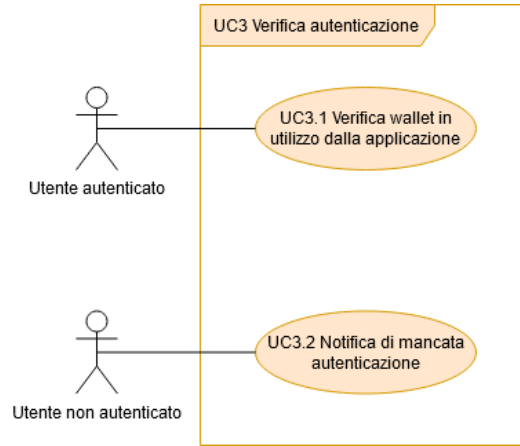 UC3 Verifica autenticazione
UC3.1 Verifica wallet in
utilizzo dalla applicazione
Utente autenticato
UC3.2 Notifica di mancata
autenticazione
Utente non autenticato